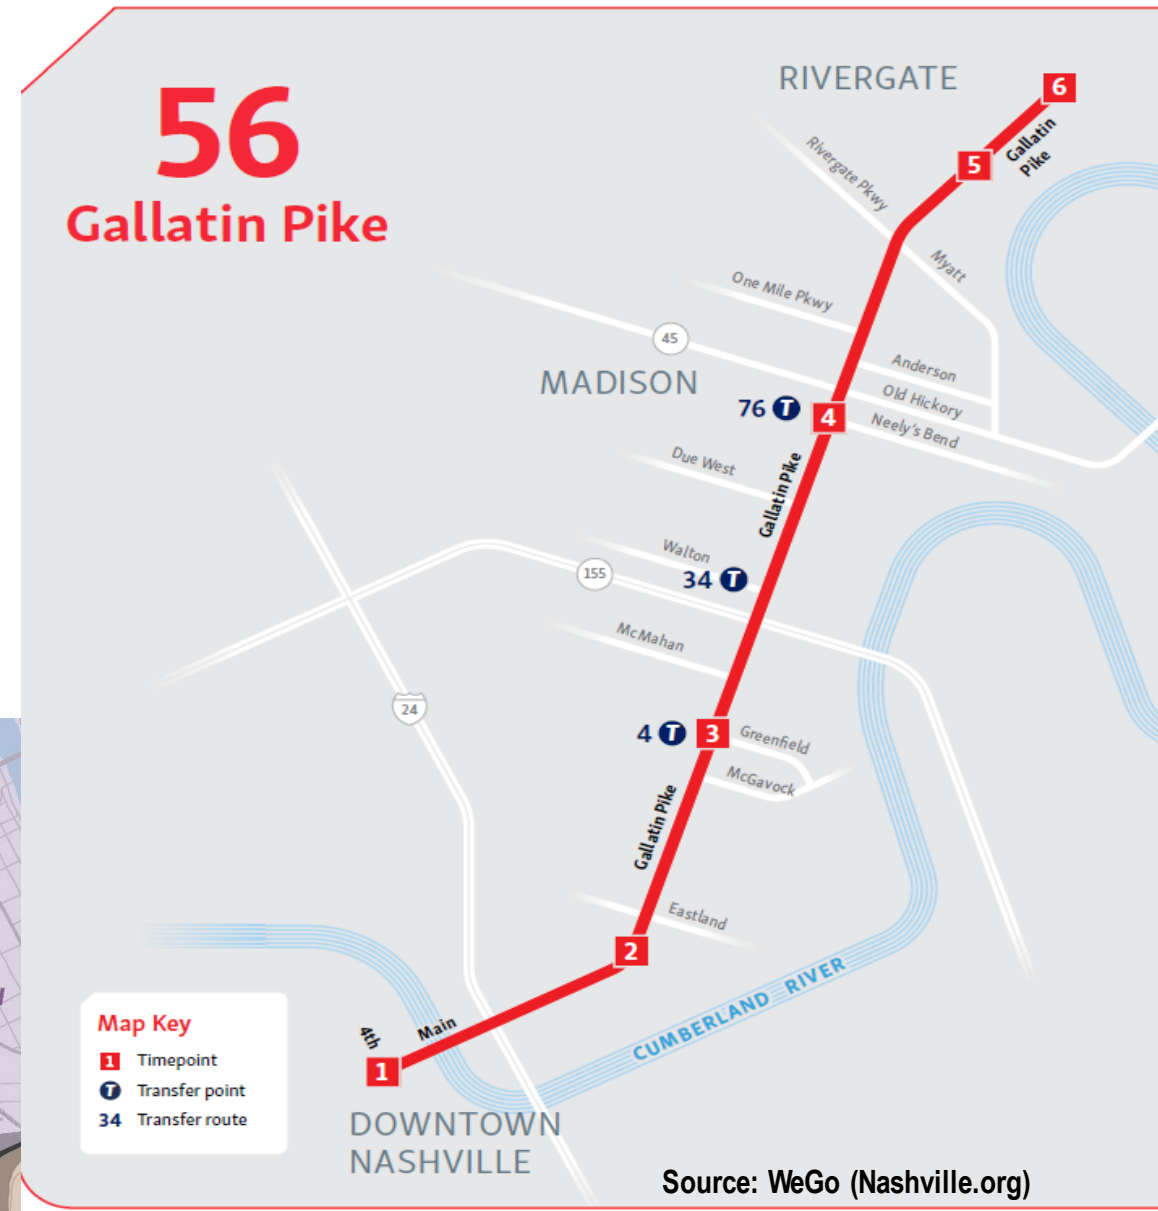 56
Gallatin Pike
RIVERGATE
6
Gallatin
Pike
5
Rivergate Pkwy
Myatt
One Mile Pkwy
45
Anderson
MADISON
Old Hickory
76 T
4
Neely's Bend
Due West
Gallatin Pike
Walton
155
34 T
McMahan
24
4 T
3
Greenfield
McGavock
Gallatin Pike
Eastland
2
CUMBERLAND RIVER
Main
4th
1
DOWNTOWN
NASHVILLE
Map Key
1 Timepoint
T Transfer point
34 Transfer route
Source: WeGo (Nashville.org)